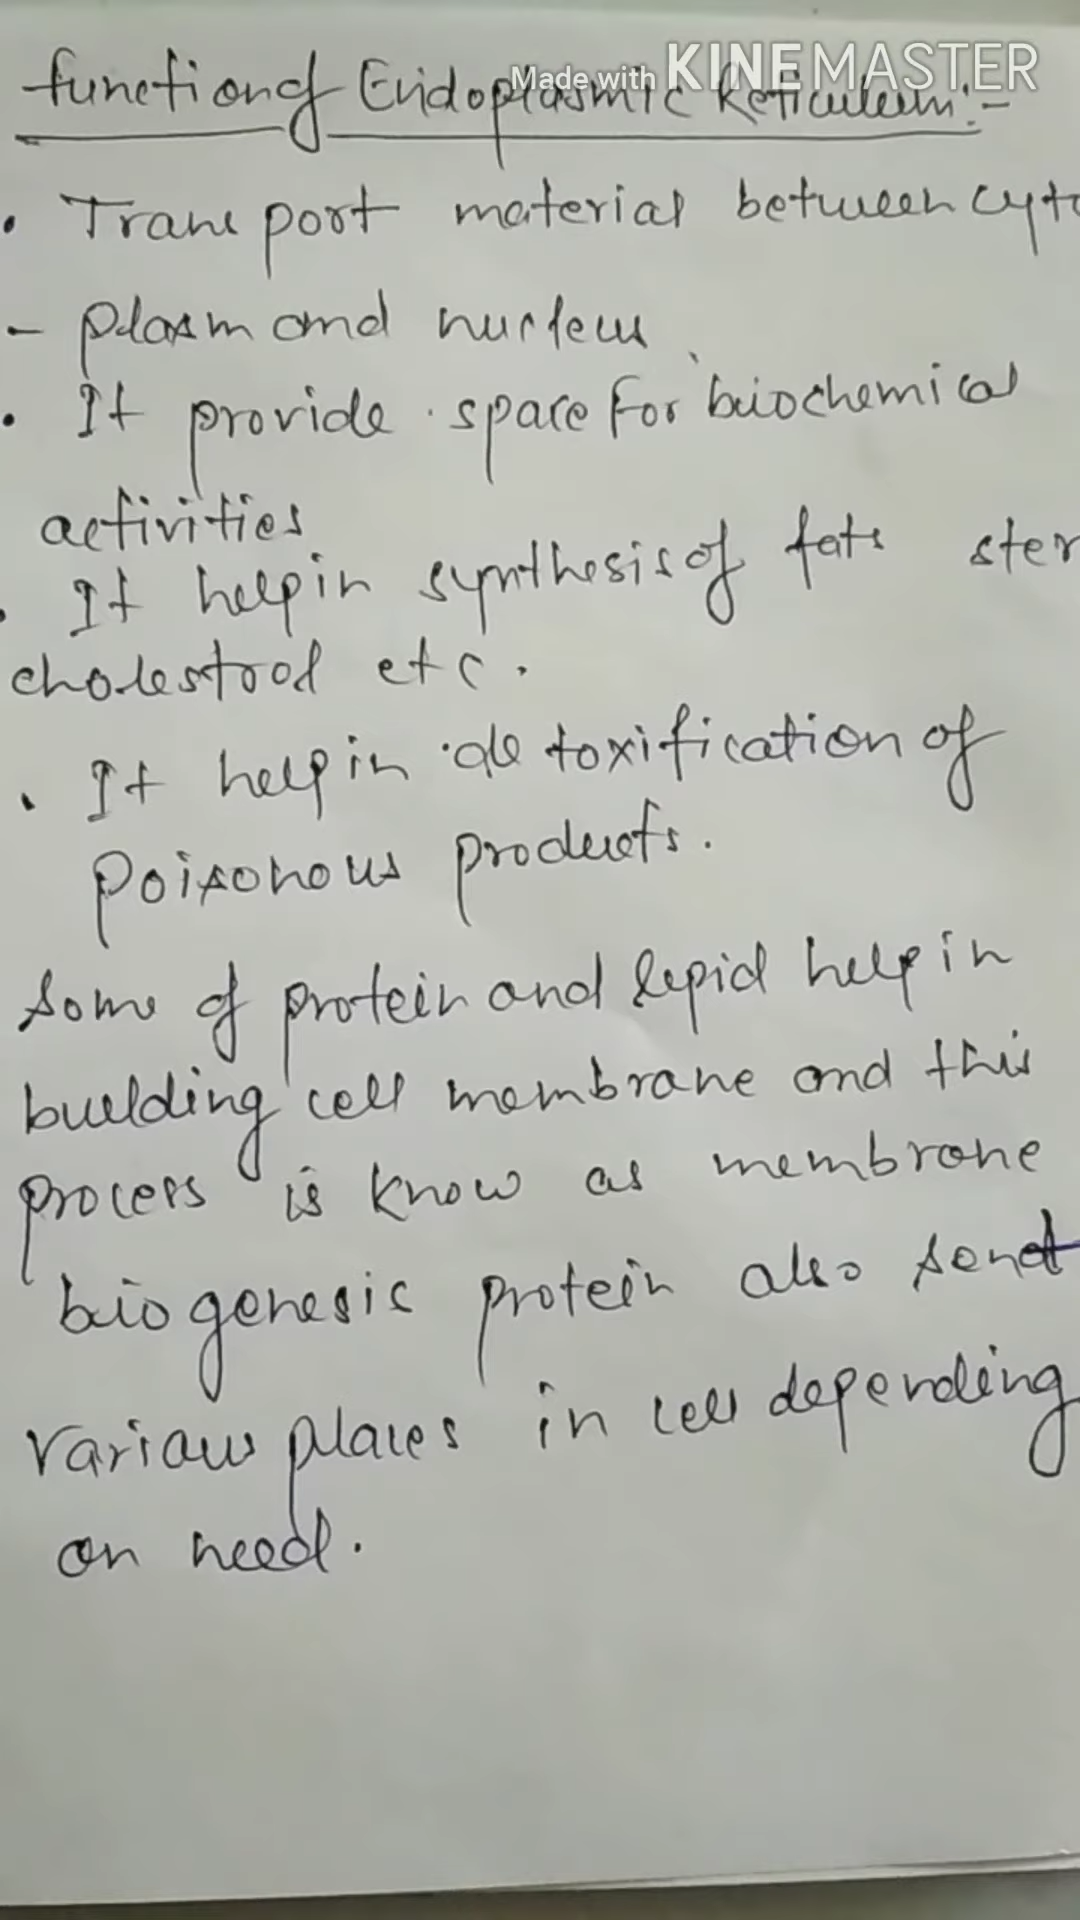 Made with KINEMASTER
function of Endoplasmic Reticulum:-
• Transport material between cyto
- plasm and nucleus
• It provide space for biochemical
activities
• It help in synthesis of fats ster
cholestrol etc.
• It help in detoxification of
poisonous products.
Some of protein and lepid help in
building cell membrane and this
process is know as membrane
biogenesic protein also send
various places in cell depending
on need.